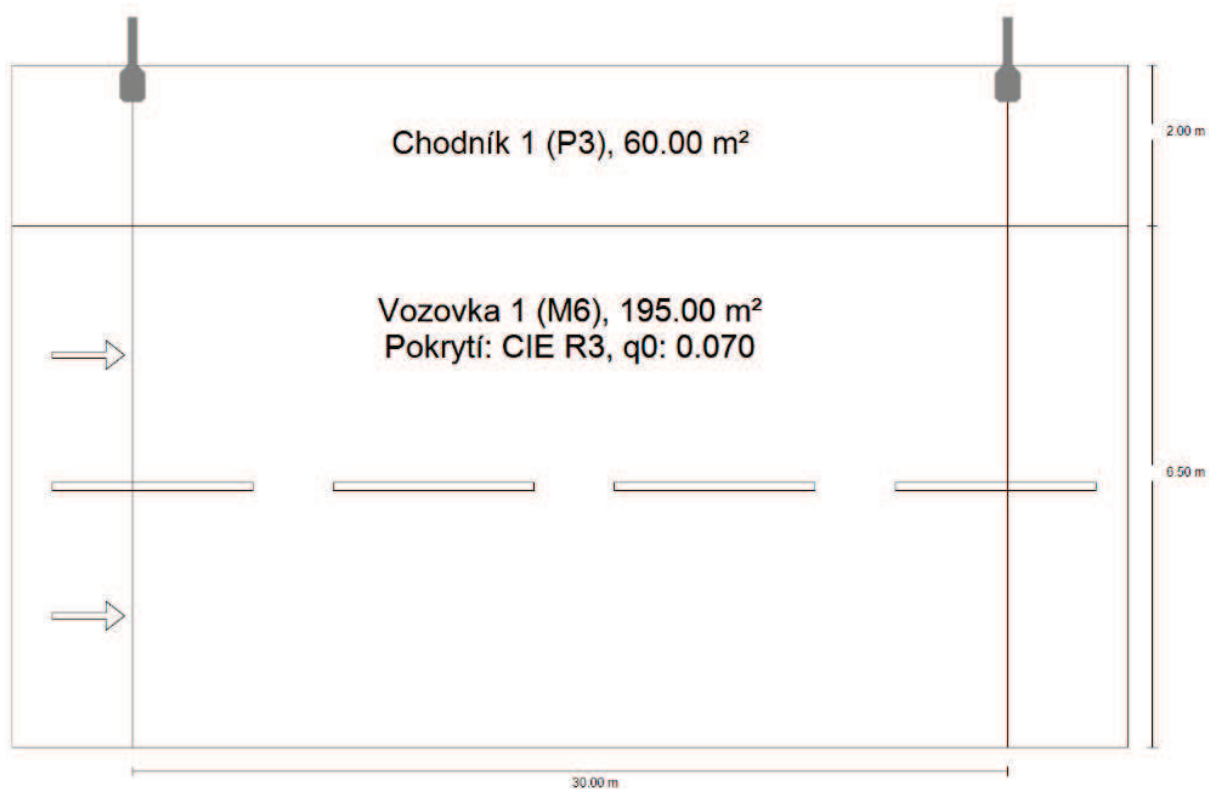 Chodník 1 (P3), 60.00 m²
2.00 m
Vozovka 1 (M6), 195.00 m²
Pokrytí: CIE R3, q0: 0.070
6.50 m
30.00 m